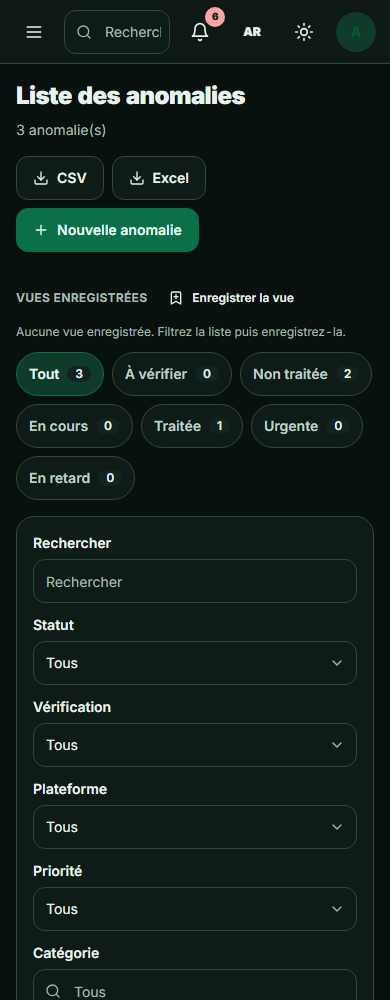 Recherch
6
AR
A
Liste des anomalies
3 anomalie(s)
CSV
Excel
Nouvelle anomalie
VUES ENREGISTRÉES
Enregistrer la vue
Aucune vue enregistrée. Filtrez la liste puis enregistrez-la.
Tout 3
À vérifier 0
Non traitée 2
En cours 0
Traitée 1
Urgente 0
En retard 0
Rechercher
Rechercher
Statut
Tous
Vérification
Tous
Plateforme
Tous
Priorité
Tous
Catégorie
Tous